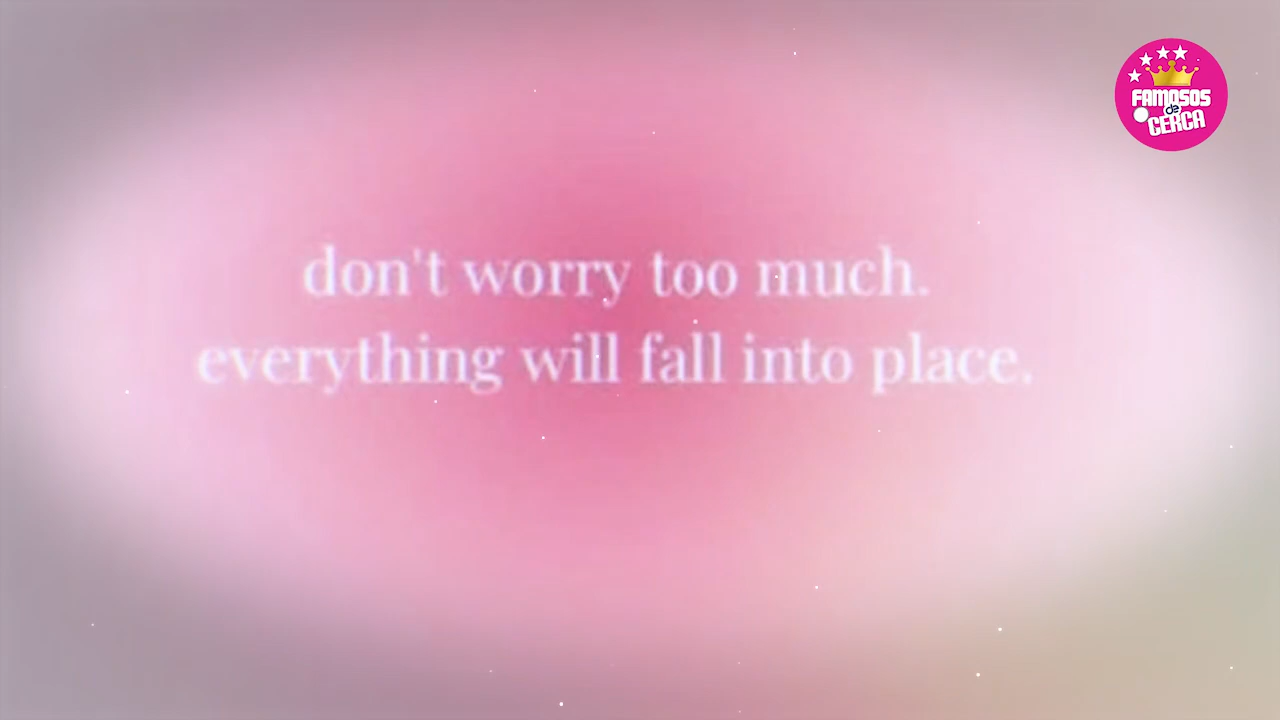 FAMOSOS
de
CERCA
don't worry too much.
everything will fall into place.